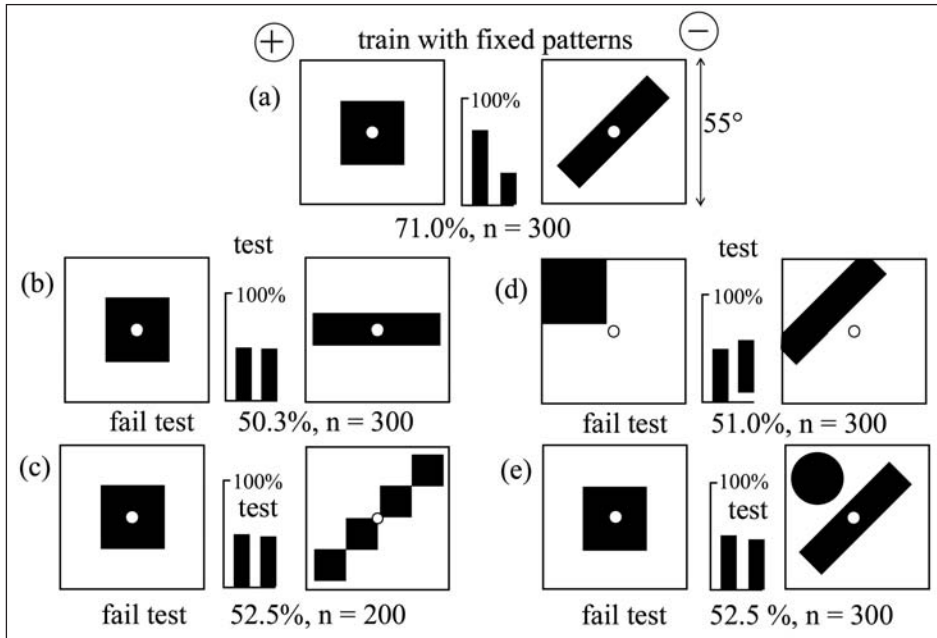 + train with fixed patterns −
(a) 100% 55°
71.0%, n = 300
test
(b) 100%
fail test 50.3%, n = 300
test
(d) 100%
fail test 51.0%, n = 300
(c) 100%
test
fail test 52.5%, n = 200
(e) 100%
test
fail test 52.5 %, n = 300